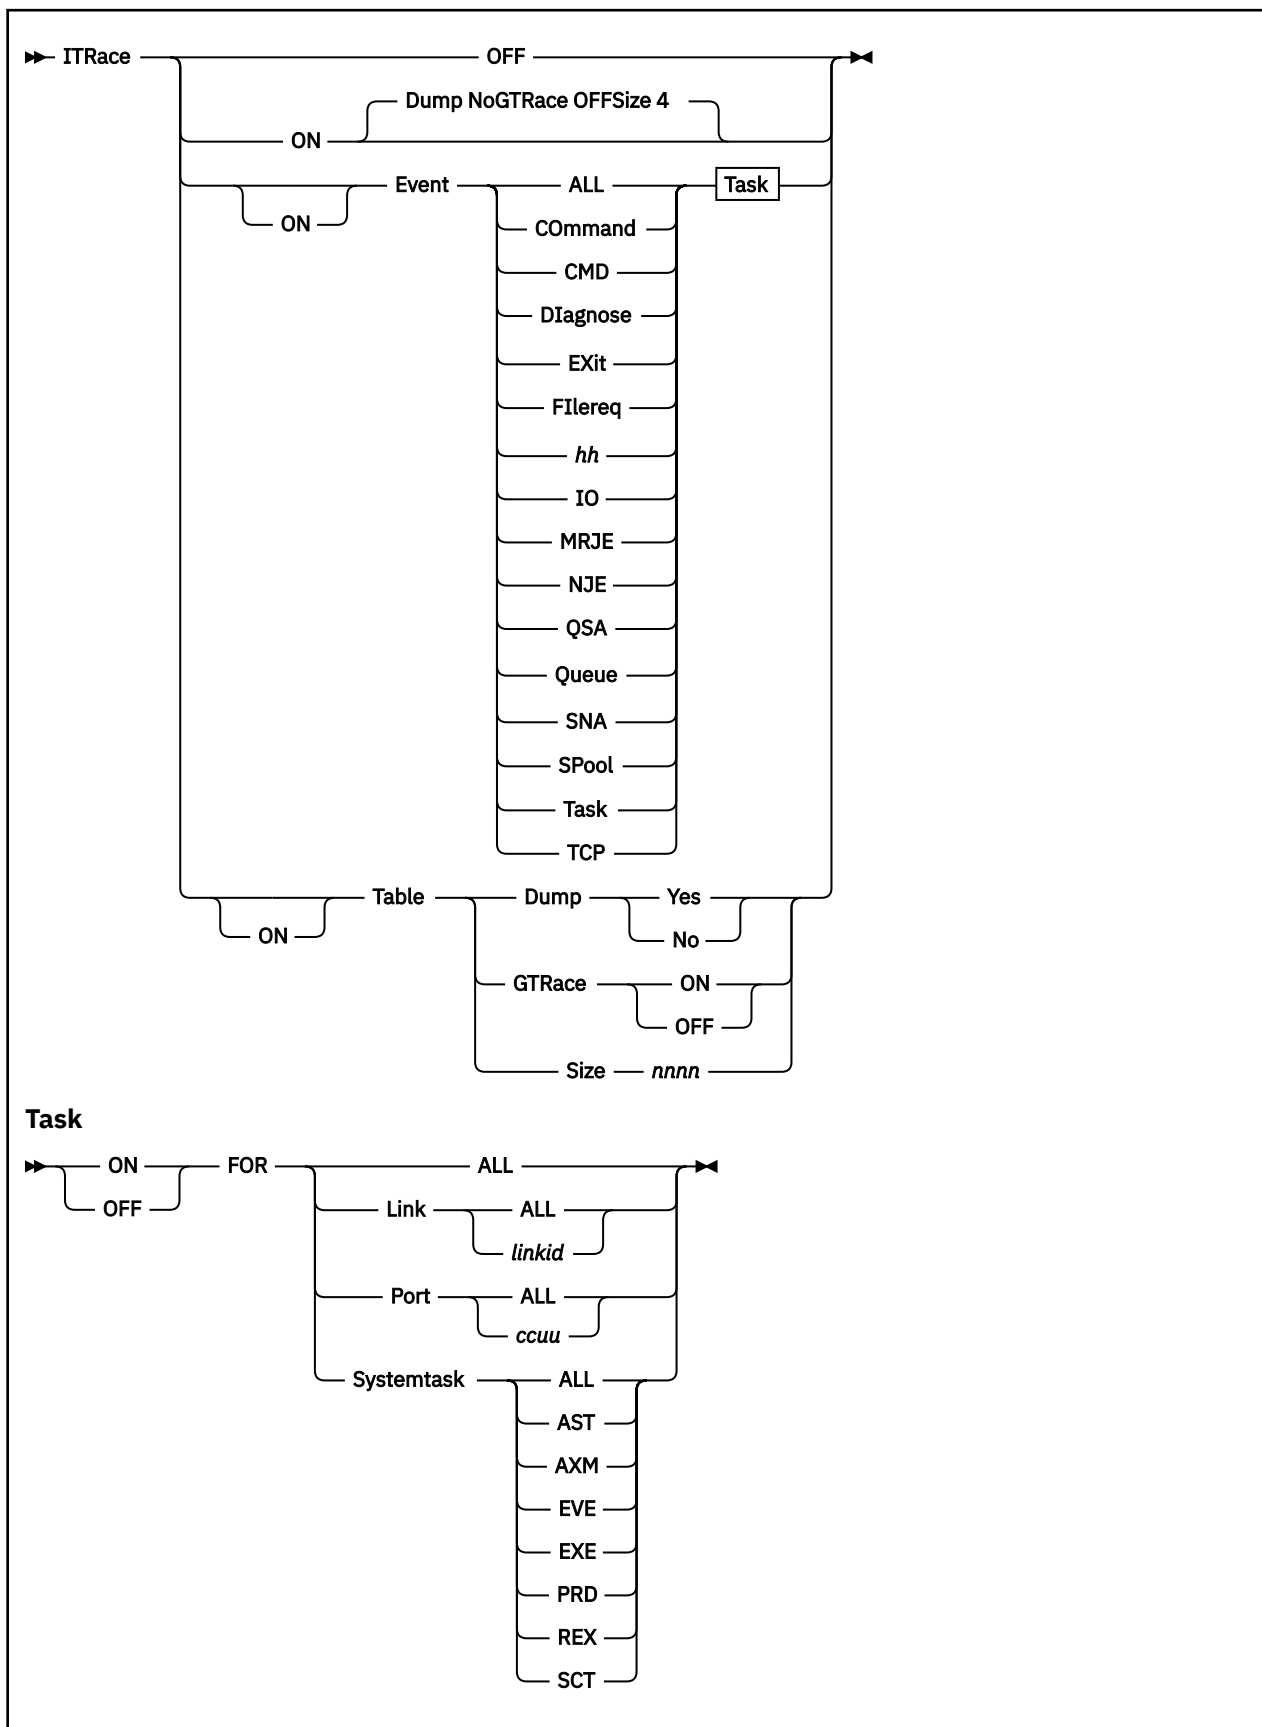 ITRace OFF
Dump NoGTRace OFFSize 4
ON
Event ALL Task
ON COmmand
CMD
DIagnose
EXit
FIlereq
hh
IO
MRJE
NJE
QSA
Queue
SNA
SPool
Task
TCP
Table Dump Yes
ON No
GTRace ON
OFF
Size nnnn
Task
ON FOR ALL
OFF Link ALL
linkid
Port ALL
ccuu
Systemtask ALL
AST
AXM
EVE
EXE
PRD
REX
SCT